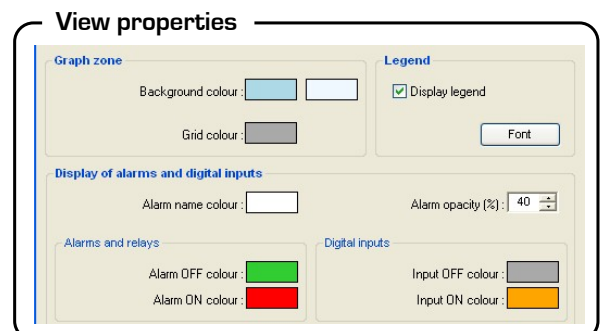 View properties
Graph zone
Background colour :
Grid colour :
Legend
Display legend
Font
Display of alarms and digital inputs
Alarm name colour :
Alarm opacity (%) : 40
Alarms and relays
Alarm OFF colour :
Alarm ON colour :
Digital inputs
Input OFF colour :
Input ON colour :